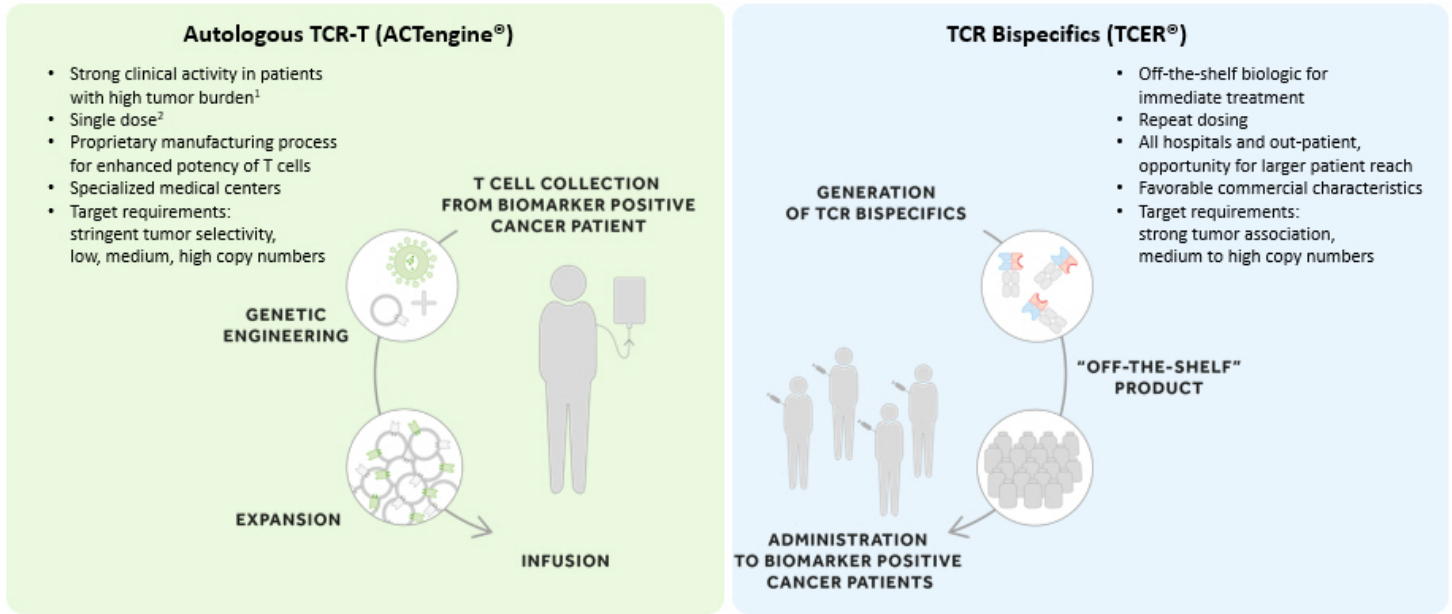 Autologous TCR-T (ACTengine®)
• Strong clinical activity in patients
with high tumor burden¹
• Single dose²
• Proprietary manufacturing process
for enhanced potency of T cells
• Specialized medical centers
• Target requirements:
stringent tumor selectivity,
low, medium, high copy numbers
T CELL COLLECTION
FROM BIOMARKER POSITIVE
CANCER PATIENT
GENETIC
ENGINEERING
EXPANSION
INFUSION
TCR Bispecifics (TCER®)
• Off-the-shelf biologic for
immediate treatment
• Repeat dosing
• All hospitals and out-patient,
opportunity for larger patient reach
• Favorable commercial characteristics
• Target requirements:
strong tumor association,
medium to high copy numbers
GENERATION
OF TCR BISPECIFICS
“OFF-THE-SHELF”
PRODUCT
ADMINISTRATION
TO BIOMARKER POSITIVE
CANCER PATIENTS